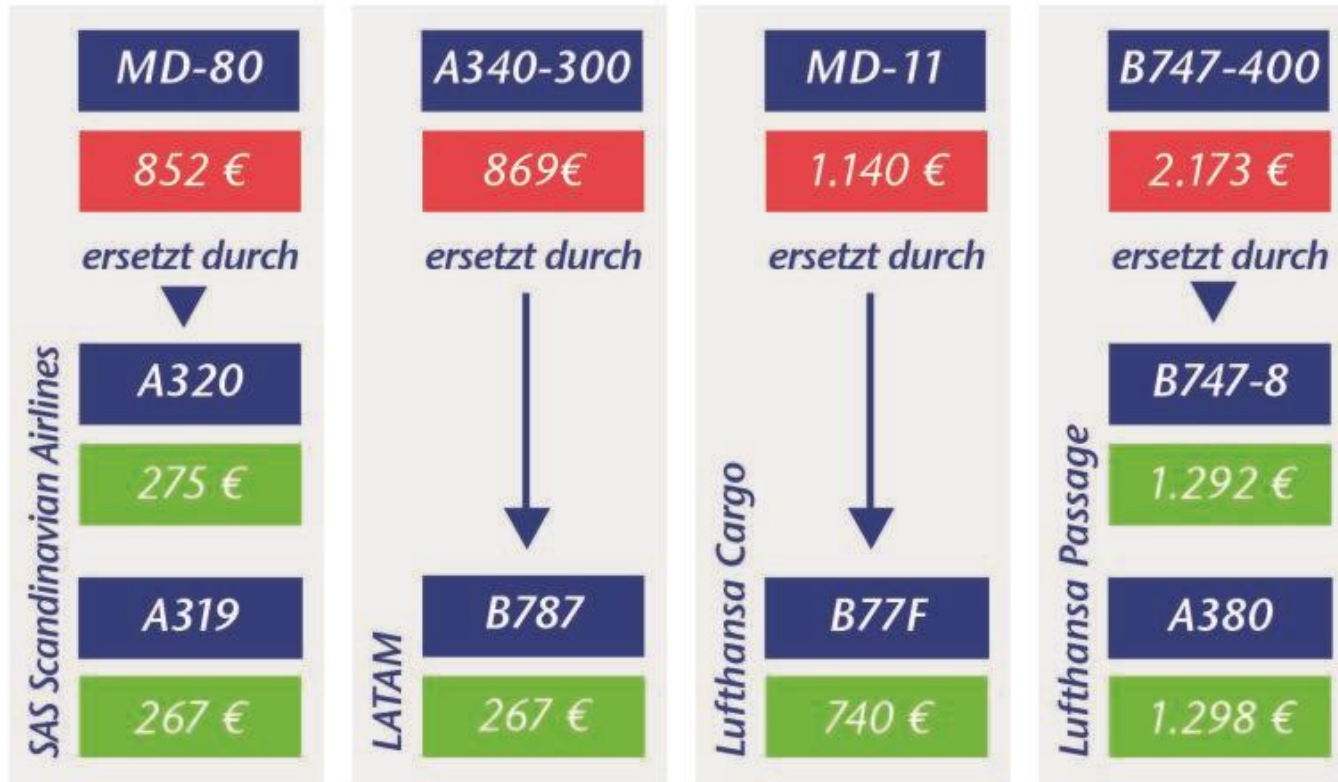 MD-80
852 €
ersetzt durch
A320
275 €
A319
267 €
SAS Scandinavian Airlines
A340-300
869€
ersetzt durch
B787
267 €
LATAM
MD-11
1.140 €
ersetzt durch
B77F
740 €
Lufthansa Cargo
B747-400
2.173 €
ersetzt durch
B747-8
1.292 €
A380
1.298 €
Lufthansa Passage